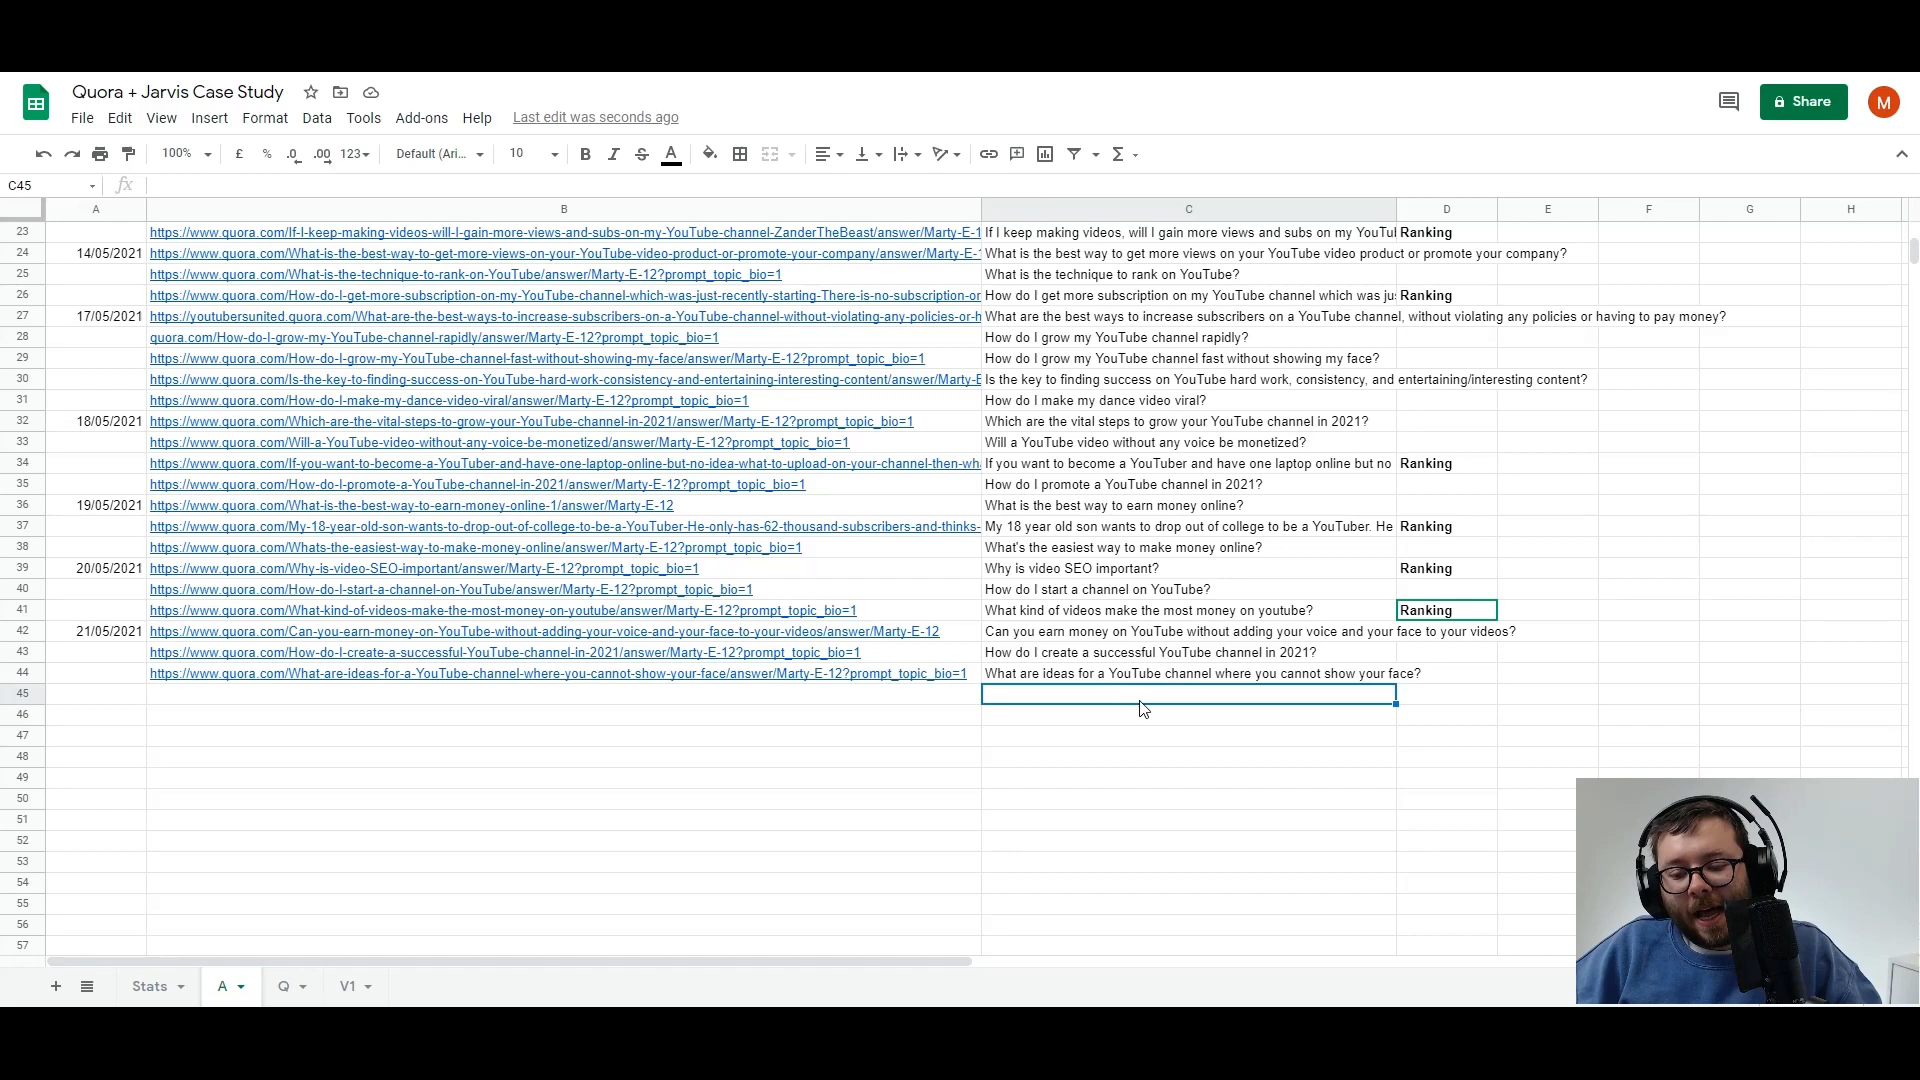 Quora + Jarvis Case Study
File Edit View Insert Format Data Tools Add-ons Help Last edit was seconds ago
Share
M
100% £ % .0 .00 123 Default (Ari... 10 B I S A Σ
C45 fx
A B C D E F G H
23 https://www.quora.com/If-I-keep-making-videos-will-I-gain-more-views-and-subs-on-my-YouTube-channel-ZanderTheBeast/answer/Marty-E-1 If I keep making videos, will I gain more views and subs on my YouTul Ranking
24 14/05/2021 https://www.quora.com/What-is-the-best-way-to-get-more-views-on-your-YouTube-video-product-or-promote-your-company/answer/Marty-E- What is the best way to get more views on your YouTube video product or promote your company?
25 https://www.quora.com/What-is-the-technique-to-rank-on-YouTube/answer/Marty-E-12?prompt_topic_bio=1 What is the technique to rank on YouTube?
26 https://www.quora.com/How-do-I-get-more-subscription-on-my-YouTube-channel-which-was-just-recently-starting-There-is-no-subscription-or How do I get more subscription on my YouTube channel which was ju Ranking
27 17/05/2021 https://youtubersunited.quora.com/What-are-the-best-ways-to-increase-subscribers-on-a-YouTube-channel-without-violating-any-policies-or-h What are the best ways to increase subscribers on a YouTube channel, without violating any policies or having to pay money?
28 quora.com/How-do-I-grow-my-YouTube-channel-rapidly/answer/Marty-E-12?prompt_topic_bio=1 How do I grow my YouTube channel rapidly?
29 https://www.quora.com/How-do-I-grow-my-YouTube-channel-fast-without-showing-my-face/answer/Marty-E-12?prompt_topic_bio=1 How do I grow my YouTube channel fast without showing my face?
30 https://www.quora.com/Is-the-key-to-finding-success-on-YouTube-hard-work-consistency-and-entertaining-interesting-content/answer/Marty-E Is the key to finding success on YouTube hard work, consistency, and entertaining/interesting content?
31 https://www.quora.com/How-do-I-make-my-dance-video-viral/answer/Marty-E-12?prompt_topic_bio=1 How do I make my dance video viral?
32 18/05/2021 https://www.quora.com/Which-are-the-vital-steps-to-grow-your-YouTube-channel-in-2021/answer/Marty-E-12?prompt_topic_bio=1 Which are the vital steps to grow your YouTube channel in 2021?
33 https://www.quora.com/Will-a-YouTube-video-without-any-voice-be-monetized/answer/Marty-E-12?prompt_topic_bio=1 Will a YouTube video without any voice be monetized?
34 https://www.quora.com/If-you-want-to-become-a-YouTuber-and-have-one-laptop-online-but-no-idea-what-to-upload-on-your-channel-then-wh If you want to become a YouTuber and have one laptop online but no Ranking
35 https://www.quora.com/How-do-I-promote-a-YouTube-channel-in-2021/answer/Marty-E-12?prompt_topic_bio=1 How do I promote a YouTube channel in 2021?
36 19/05/2021 https://www.quora.com/What-is-the-best-way-to-earn-money-online-1/answer/Marty-E-12 What is the best way to earn money online?
37 https://www.quora.com/My-18-year-old-son-wants-to-drop-out-of-college-to-be-a-YouTuber-He-only-has-62-thousand-subscribers-and-thinks- My 18 year old son wants to drop out of college to be a YouTuber. He Ranking
38 https://www.quora.com/Whats-the-easiest-way-to-make-money-online/answer/Marty-E-12?prompt_topic_bio=1 What's the easiest way to make money online?
39 20/05/2021 https://www.quora.com/Why-is-video-SEO-important/answer/Marty-E-12?prompt_topic_bio=1 Why is video SEO important? Ranking
40 https://www.quora.com/How-do-I-start-a-channel-on-YouTube/answer/Marty-E-12?prompt_topic_bio=1 How do I start a channel on YouTube?
41 https://www.quora.com/What-kind-of-videos-make-the-most-money-on-youtube/answer/Marty-E-12?prompt_topic_bio=1 What kind of videos make the most money on youtube? Ranking
42 21/05/2021 https://www.quora.com/Can-you-earn-money-on-YouTube-without-adding-your-voice-and-your-face-to-your-videos/answer/Marty-E-12 Can you earn money on YouTube without adding your voice and your face to your videos?
43 https://www.quora.com/How-do-I-create-a-successful-YouTube-channel-in-2021/answer/Marty-E-12?prompt_topic_bio=1 How do I create a successful YouTube channel in 2021?
44 https://www.quora.com/What-are-ideas-for-a-YouTube-channel-where-you-cannot-show-your-face/answer/Marty-E-12?prompt_topic_bio=1 What are ideas for a YouTube channel where you cannot show your face?
45
46
47
48
49
50
51
52
53
54
55
56
57
+ Stats A Q V1